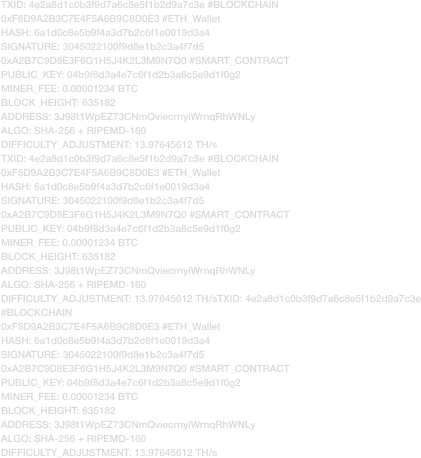 TXID: 4e2a8d1c0b3f9d7a6c8e5f1b2d9a7c3e #BLOCKCHAIN
0xF8D9A2B3C7E4F5A6B9C8D0E3 #ETH_Wallet
HASH: 6a1d0c8e5b9f4a3d7b2c6f1e0019d3a4
SIGNATURE: 3045022100f9d8e1b2c3a4f7d5
0xA2B7C9D8E3F6G1H5J4K2L3M9N7Q0 #SMART_CONTRACT
PUBLIC_KEY: 04b9f8d3a4e7c6f1d2b3a8c5e9d1f0g2
MINER_FEE: 0.00001234 BTC
BLOCK_HEIGHT: 635182
ADDRESS: 3J98t1WpEZ73CNmQviecrnyiWrnqRhWNLy
ALGO: SHA-256 + RIPEMD-160
DIFFICULTY_ADJUSTMENT: 13.97645612 TH/s
TXID: 4e2a8d1c0b3f9d7a6c8e5f1b2d9a7c3e #BLOCKCHAIN
0xF8D9A2B3C7E4F5A6B9C8D0E3 #ETH_Wallet
HASH: 6a1d0c8e5b9f4a3d7b2c6f1e0019d3a4
SIGNATURE: 3045022100f9d8e1b2c3a4f7d5
0xA2B7C9D8E3F6G1H5J4K2L3M9N7Q0 #SMART_CONTRACT
PUBLIC_KEY: 04b9f8d3a4e7c6f1d2b3a8c5e9d1f0g2
MINER_FEE: 0.00001234 BTC
BLOCK_HEIGHT: 635182
ADDRESS: 3J98t1WpEZ73CNmQviecrnyiWrnqRhWNLy
ALGO: SHA-256 + RIPEMD-160
DIFFICULTY_ADJUSTMENT: 13.97645612 TH/sTXID: 4e2a8d1c0b3f9d7a6c8e5f1b2d9a7c3e
#BLOCKCHAIN
0xF8D9A2B3C7E4F5A6B9C8D0E3 #ETH_Wallet
HASH: 6a1d0c8e5b9f4a3d7b2c6f1e0019d3a4
SIGNATURE: 3045022100f9d8e1b2c3a4f7d5
0xA2B7C9D8E3F6G1H5J4K2L3M9N7Q0 #SMART_CONTRACT
PUBLIC_KEY: 04b9f8d3a4e7c6f1d2b3a8c5e9d1f0g2
MINER_FEE: 0.00001234 BTC
BLOCK_HEIGHT: 635182
ADDRESS: 3J98t1WpEZ73CNmQviecrnyiWrnqRhWNLy
ALGO: SHA-256 + RIPEMD-160
DIFFICULTY_ADJUSTMENT: 13.97645612 TH/s